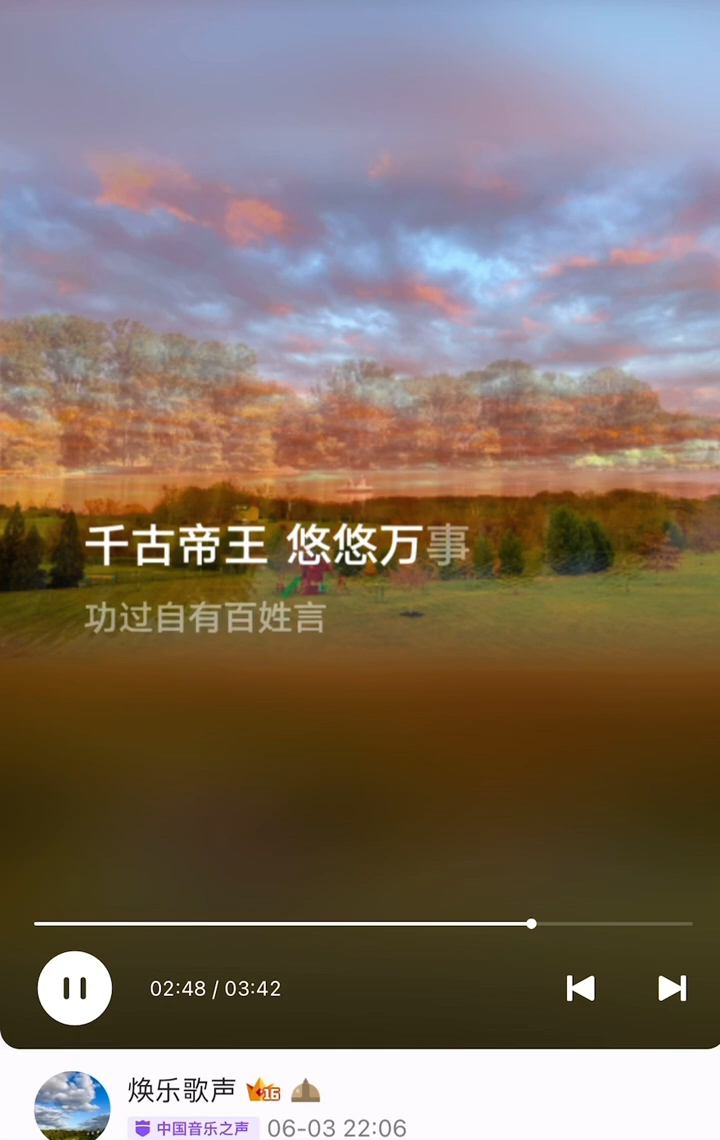 千古帝王 悠悠万事
功过自有百姓言
02:48 / 03:42
焕乐歌声 16
中国音乐之声 06-03 22:06